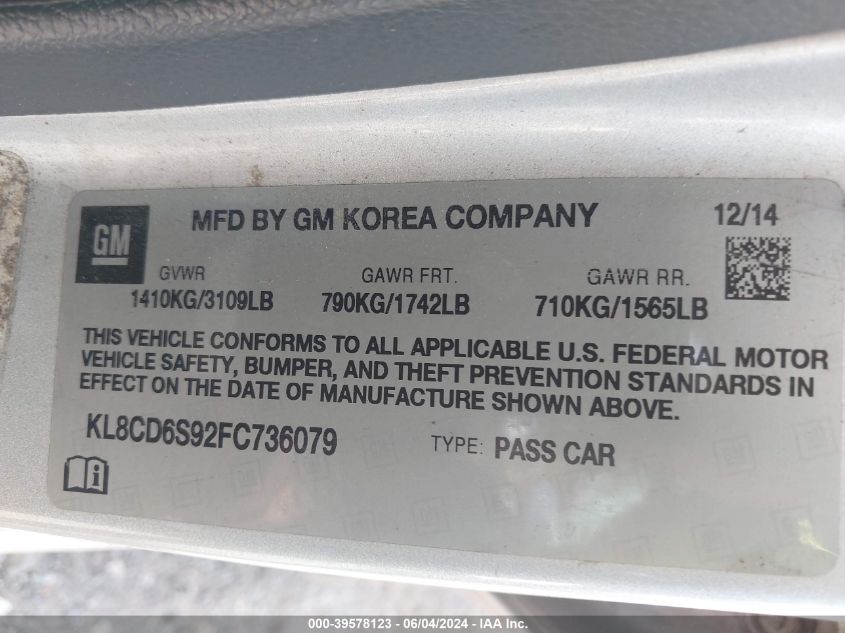 MFD BY GM KOREA COMPANY 12/14
GM
GVWR GAWR FRT. GAWR RR.
1410KG/3109LB 790KG/1742LB 710KG/1565LB
THIS VEHICLE CONFORMS TO ALL APPLICABLE U.S. FEDERAL MOTOR
VEHICLE SAFETY, BUMPER, AND THEFT PREVENTION STANDARDS IN
EFFECT ON THE DATE OF MANUFACTURE SHOWN ABOVE.
KL8CD6S92FC736079 TYPE: PASS CAR
000-39578123 - 06/04/2024 - IAA Inc.